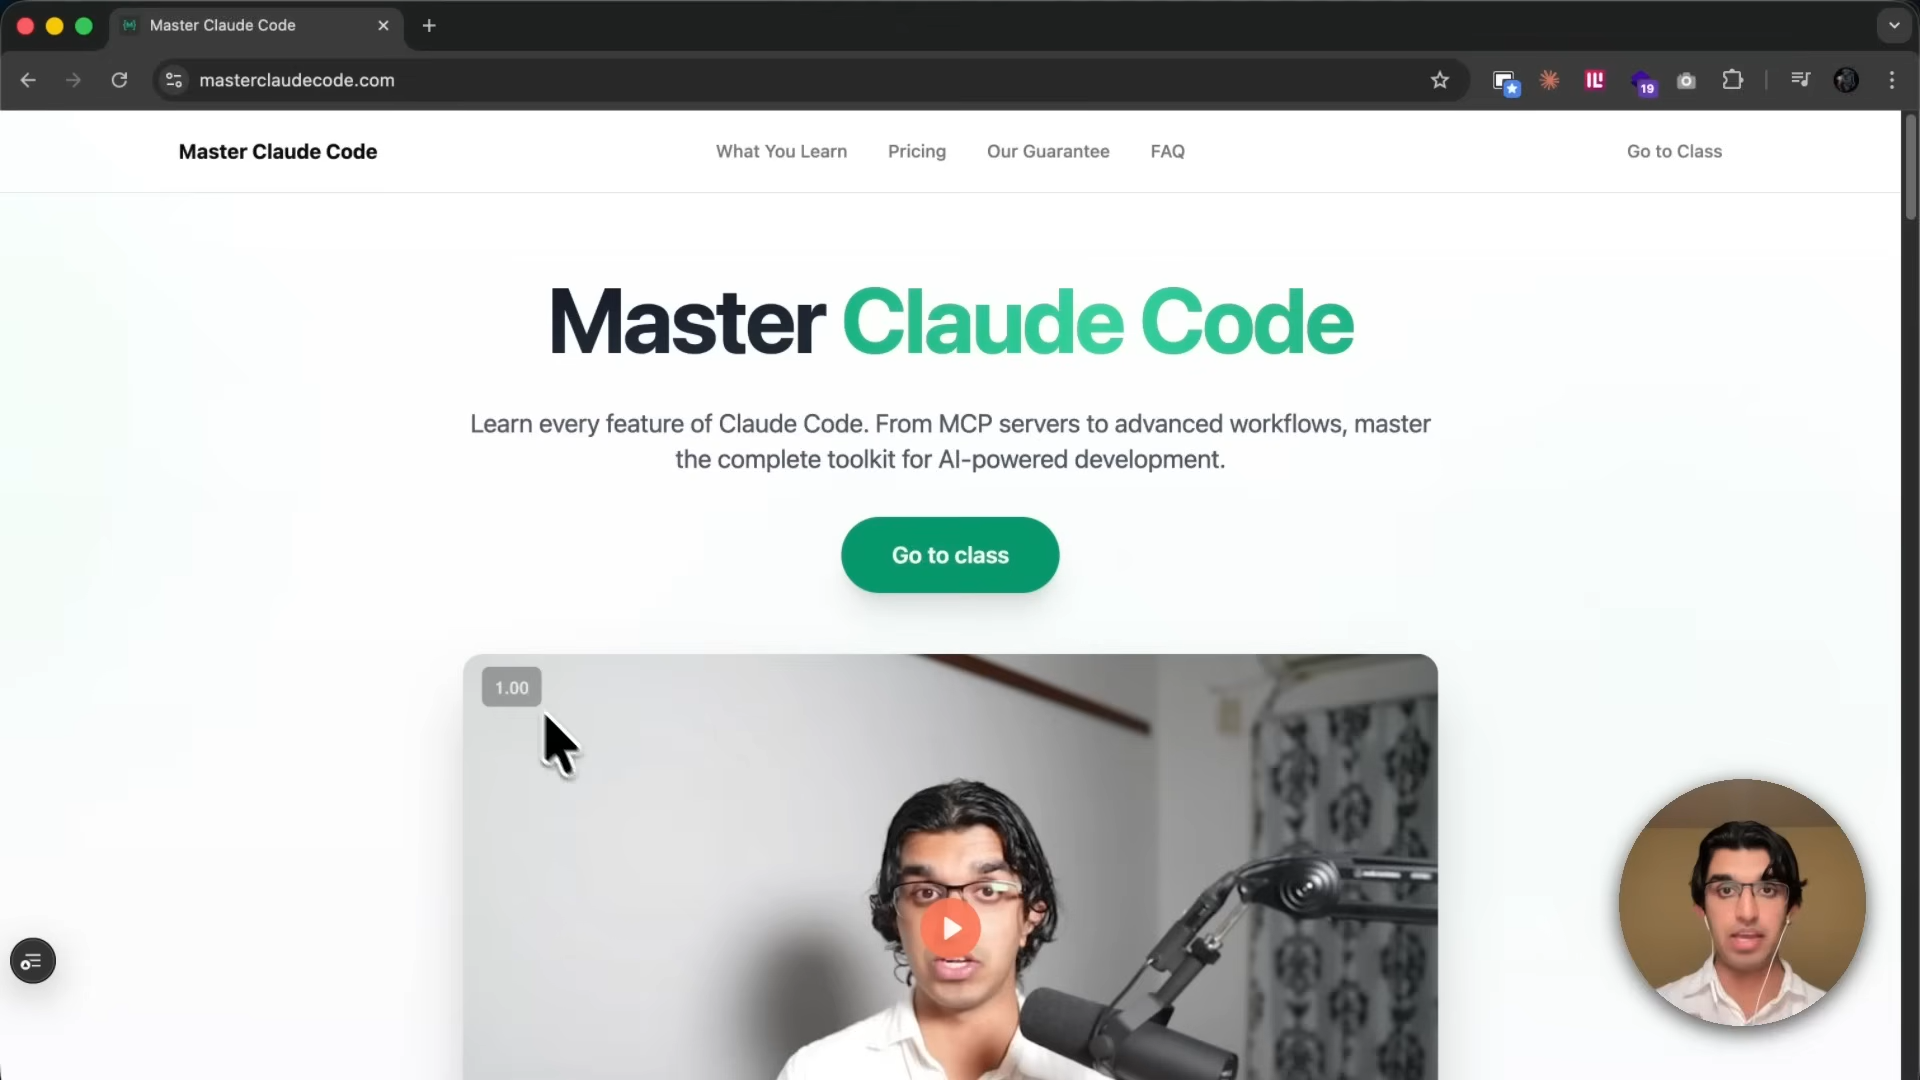 Master Claude Code
masterclaudecode.com
19
Master Claude Code
What You Learn
Pricing
Our Guarantee
FAQ
Go to Class
Master Claude Code
Learn every feature of Claude Code. From MCP servers to advanced workflows, master
the complete toolkit for AI-powered development.
Go to class
1.00